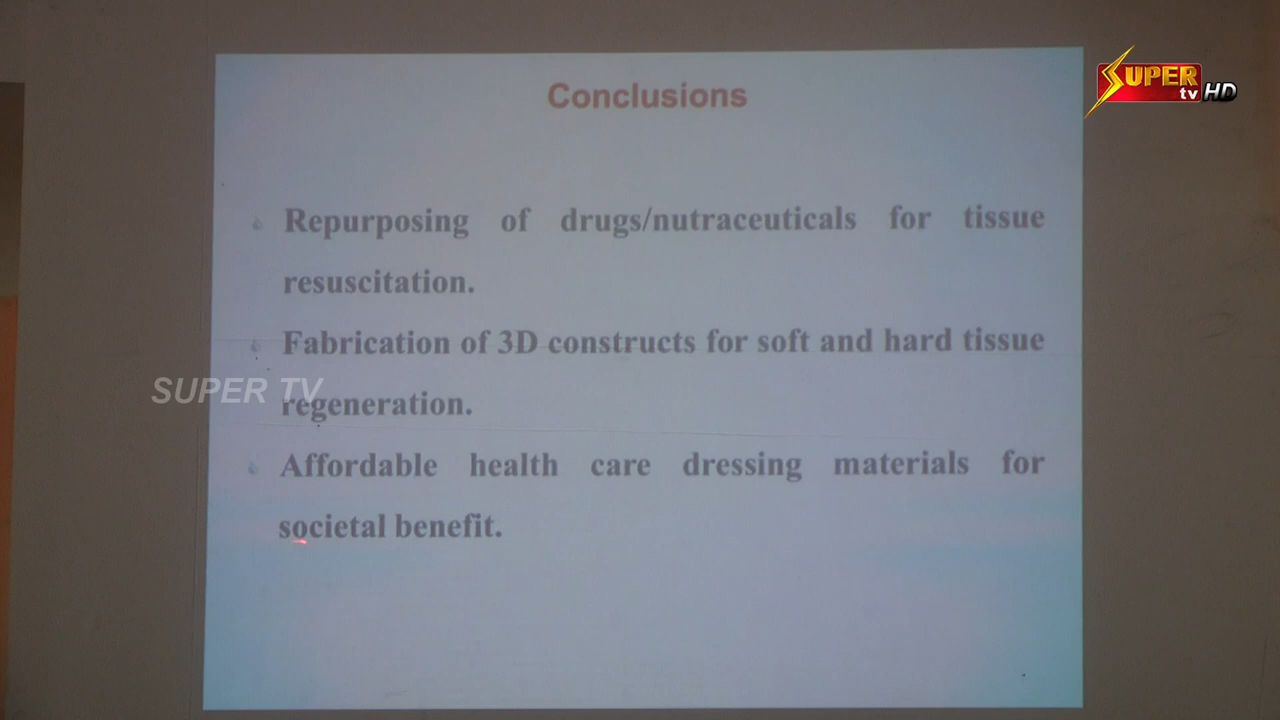 Conclusions
SUPER
tv HD
Repurposing of drugs/nutraceuticals for tissue
resuscitation.
Fabrication of 3D constructs for soft and hard tissue
SUPER TV
regeneration.
Affordable health care dressing materials for
societal benefit.